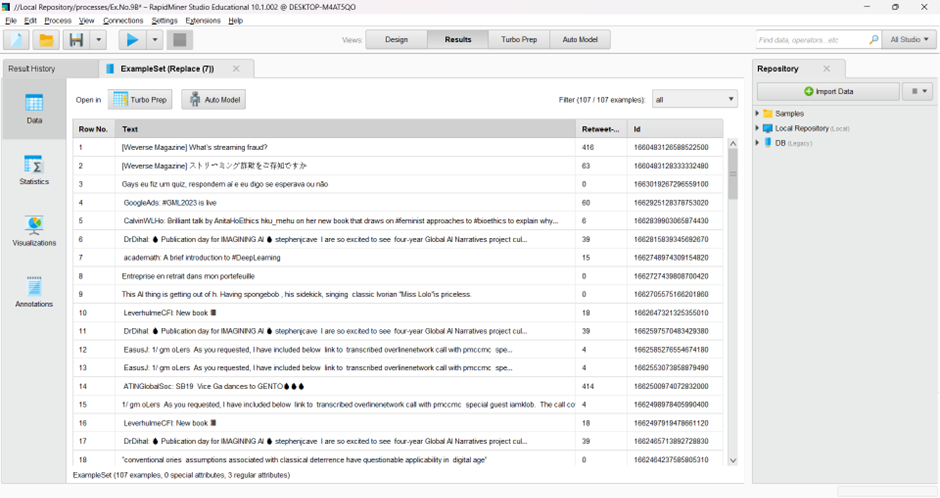 //Local Repository/processes/Ex.No.9B* – RapidMiner Studio Educational 10.1.002 @ DESKTOP-M4AT5QO
File Edit Process View Connections Settings Extensions Help
Views: Design Results Turbo Prep Auto Model Find data, operators...etc All Studio
Result History ExampleSet (Replace (7))
Open in Turbo Prep Auto Model Filter (107 / 107 examples): all
Data
Statistics
Visualizations
Annotations
Row No. Text Retweet-... Id
1 [Weverse Magazine] What's streaming fraud? 416 1660483126588522500
2 [Weverse Magazine] ストリーミング詐欺をご存知ですか 63 1660483128333332480
3 Gays eu fiz um quiz, respondem aí e eu digo se esperava ou não 0 1663019267296559100
4 GoogleAds: #GML2023 is live 60 1662925128378753020
5 CalvinWLHo: Brilliant talk by AnitaHoEthics hku_mehu on her new book that draws on #feminist approaches to #bioethics to explain why... 6 1662839903065874430
6 DrDihal: Publication day for IMAGINING AI stephenjcave I are so excited to see four-year Global AI Narratives project cul... 39 1662815839345692670
7 academath: A brief introduction to #DeepLearning 15 1662748974309154820
8 Entreprise en retrait dans mon portefeuille 0 1662727439808700420
9 This AI thing is getting out of h. Having spongebob , his sidekick, singing classic Ivorian "Miss Lolo"is priceless. 0 1662705575166201860
10 LeverhulmeCFI: New book 18 1662647321325355010
11 DrDihal: Publication day for IMAGINING AI stephenjcave I are so excited to see four-year Global AI Narratives project cul... 39 1662597570483429380
12 EasusJ: 1/ gm oLers As you requested, I have included below link to transcribed overlinenetwork call with pmccmc spe... 4 1662585276554674180
13 EasusJ: 1/ gm oLers As you requested, I have included below link to transcribed overlinenetwork call with pmccmc spe... 4 1662553073858879490
14 ATINGlobalSoc: SB19 Vice Ga dances to GENTO 414 1662500974072832000
15 1/ gm oLers As you requested, I have included below link to transcribed overlinenetwork call with pmccmc special guest iamklob. The call co 4 1662498978405990400
16 LeverhulmeCFI: New book 18 1662497919478661120
17 DrDihal: Publication day for IMAGINING AI stephenjcave I are so excited to see four-year Global AI Narratives project cul... 39 1662465713892728830
18 "conventional ories assumptions associated with classical deterrence have questionable applicability in digital age" 0 1662464237585805310
ExampleSet (107 examples, 0 special attributes, 3 regular attributes)
Repository
Import Data
Samples
Local Repository (Local)
DB (Legacy)